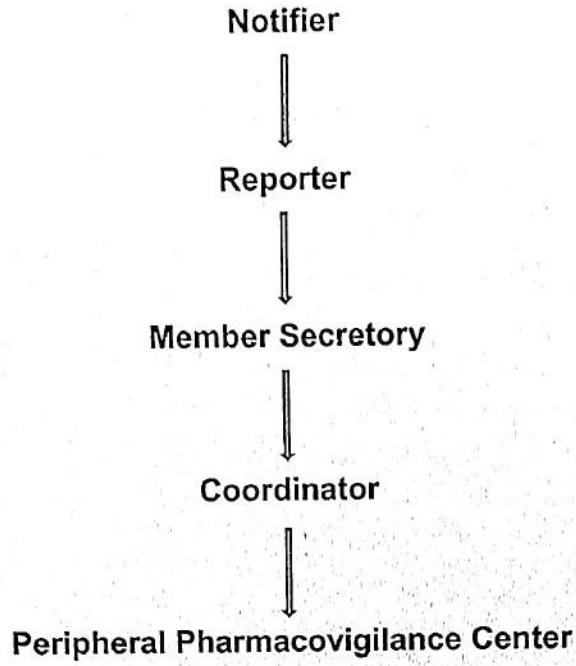 Notifier
Reporter
Member Secretory
Coordinator
Peripheral Pharmacovigilance Center